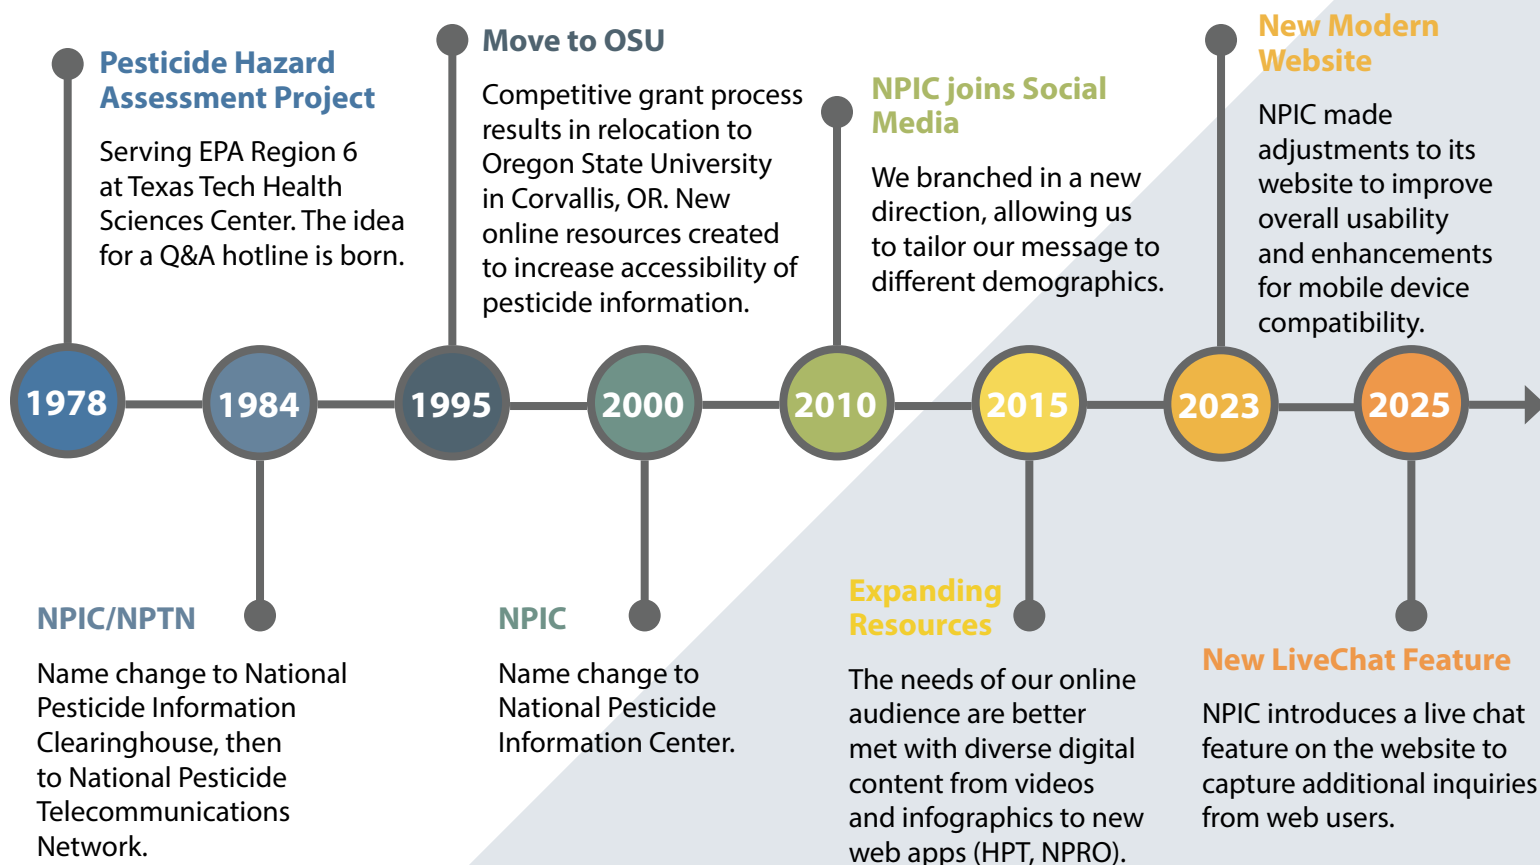 Pesticide Hazard
Assessment Project
Serving EPA Region 6
at Texas Tech Health
Sciences Center. The idea
for a Q&A hotline is born.
Move to OSU
Competitive grant process
results in relocation to
Oregon State University
in Corvallis, OR. New
online resources created
to increase accessibility of
pesticide information.
NPIC joins Social
Media
We branched in a new
direction, allowing us
to tailor our message to
different demographics.
New Modern
Website
NPIC made
adjustments to its
website to improve
overall usability
and enhancements
for mobile device
compatibility.
1978
1984
1995
2000
2010
2015
2023
2025
NPIC/NPTN
Name change to National
Pesticide Information
Clearinghouse, then
to National Pesticide
Telecommunications
Network.
NPIC
Name change to
National Pesticide
Information Center.
Expanding
Resources
The needs of our online
audience are better
met with diverse digital
content from videos
and infographics to new
web apps (HPT, NPRO).
New LiveChat Feature
NPIC introduces a live chat
feature on the website to
capture additional inquiries
from web users.